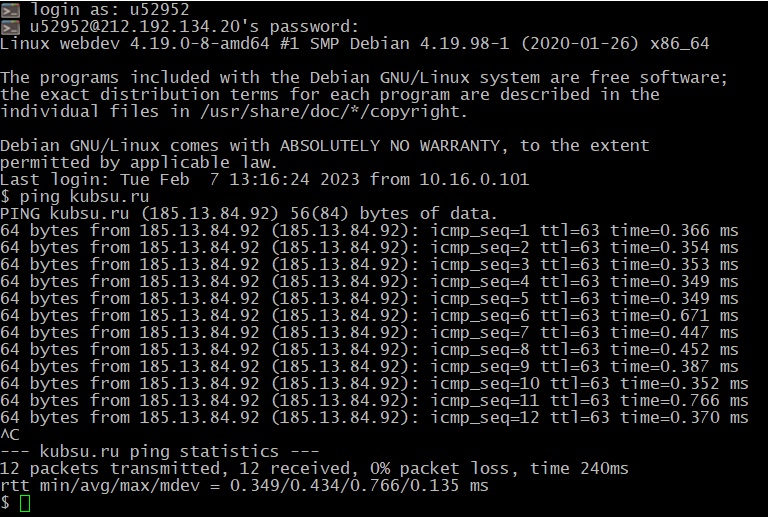 login as: u52952
u52952@212.192.134.20's password:
Linux webdev 4.19.0-8-amd64 #1 SMP Debian 4.19.98-1 (2020-01-26) x86_64
The programs included with the Debian GNU/Linux system are free software;
the exact distribution terms for each program are described in the
individual files in /usr/share/doc/*/copyright.
Debian GNU/Linux comes with ABSOLUTELY NO WARRANTY, to the extent
permitted by applicable law.
Last login: Tue Feb  7 13:16:24 2023 from 10.16.0.101
$ ping kubsu.ru
PING kubsu.ru (185.13.84.92) 56(84) bytes of data.
64 bytes from 185.13.84.92 (185.13.84.92): icmp_seq=1 ttl=63 time=0.366 ms
64 bytes from 185.13.84.92 (185.13.84.92): icmp_seq=2 ttl=63 time=0.354 ms
64 bytes from 185.13.84.92 (185.13.84.92): icmp_seq=3 ttl=63 time=0.353 ms
64 bytes from 185.13.84.92 (185.13.84.92): icmp_seq=4 ttl=63 time=0.349 ms
64 bytes from 185.13.84.92 (185.13.84.92): icmp_seq=5 ttl=63 time=0.349 ms
64 bytes from 185.13.84.92 (185.13.84.92): icmp_seq=6 ttl=63 time=0.671 ms
64 bytes from 185.13.84.92 (185.13.84.92): icmp_seq=7 ttl=63 time=0.447 ms
64 bytes from 185.13.84.92 (185.13.84.92): icmp_seq=8 ttl=63 time=0.452 ms
64 bytes from 185.13.84.92 (185.13.84.92): icmp_seq=9 ttl=63 time=0.387 ms
64 bytes from 185.13.84.92 (185.13.84.92): icmp_seq=10 ttl=63 time=0.352 ms
64 bytes from 185.13.84.92 (185.13.84.92): icmp_seq=11 ttl=63 time=0.766 ms
64 bytes from 185.13.84.92 (185.13.84.92): icmp_seq=12 ttl=63 time=0.370 ms
^C
--- kubsu.ru ping statistics ---
12 packets transmitted, 12 received, 0% packet loss, time 240ms
rtt min/avg/max/mdev = 0.349/0.434/0.766/0.135 ms
$